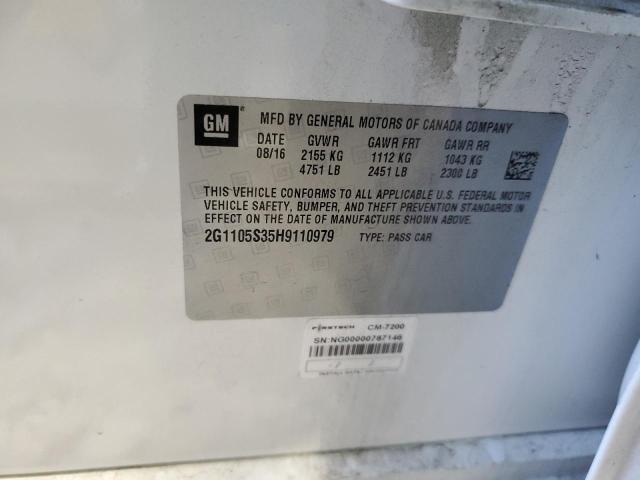 GM
MFD BY GENERAL MOTORS OF CANADA COMPANY
DATE GVWR GAWR FRT GAWR RR
08/16 2155 KG 1112 KG 1043 KG
4751 LB 2451 LB 2300 LB
THIS VEHICLE CONFORMS TO ALL APPLICABLE U.S. FEDERAL MOTOR
VEHICLE SAFETY, BUMPER, AND THEFT PREVENTION STANDARDS IN
EFFECT ON THE DATE OF MANUFACTURE SHOWN ABOVE.
2G1105S35H9110979 TYPE: PASS CAR
FIRSTECH CM-7200
SN:NG00000787146